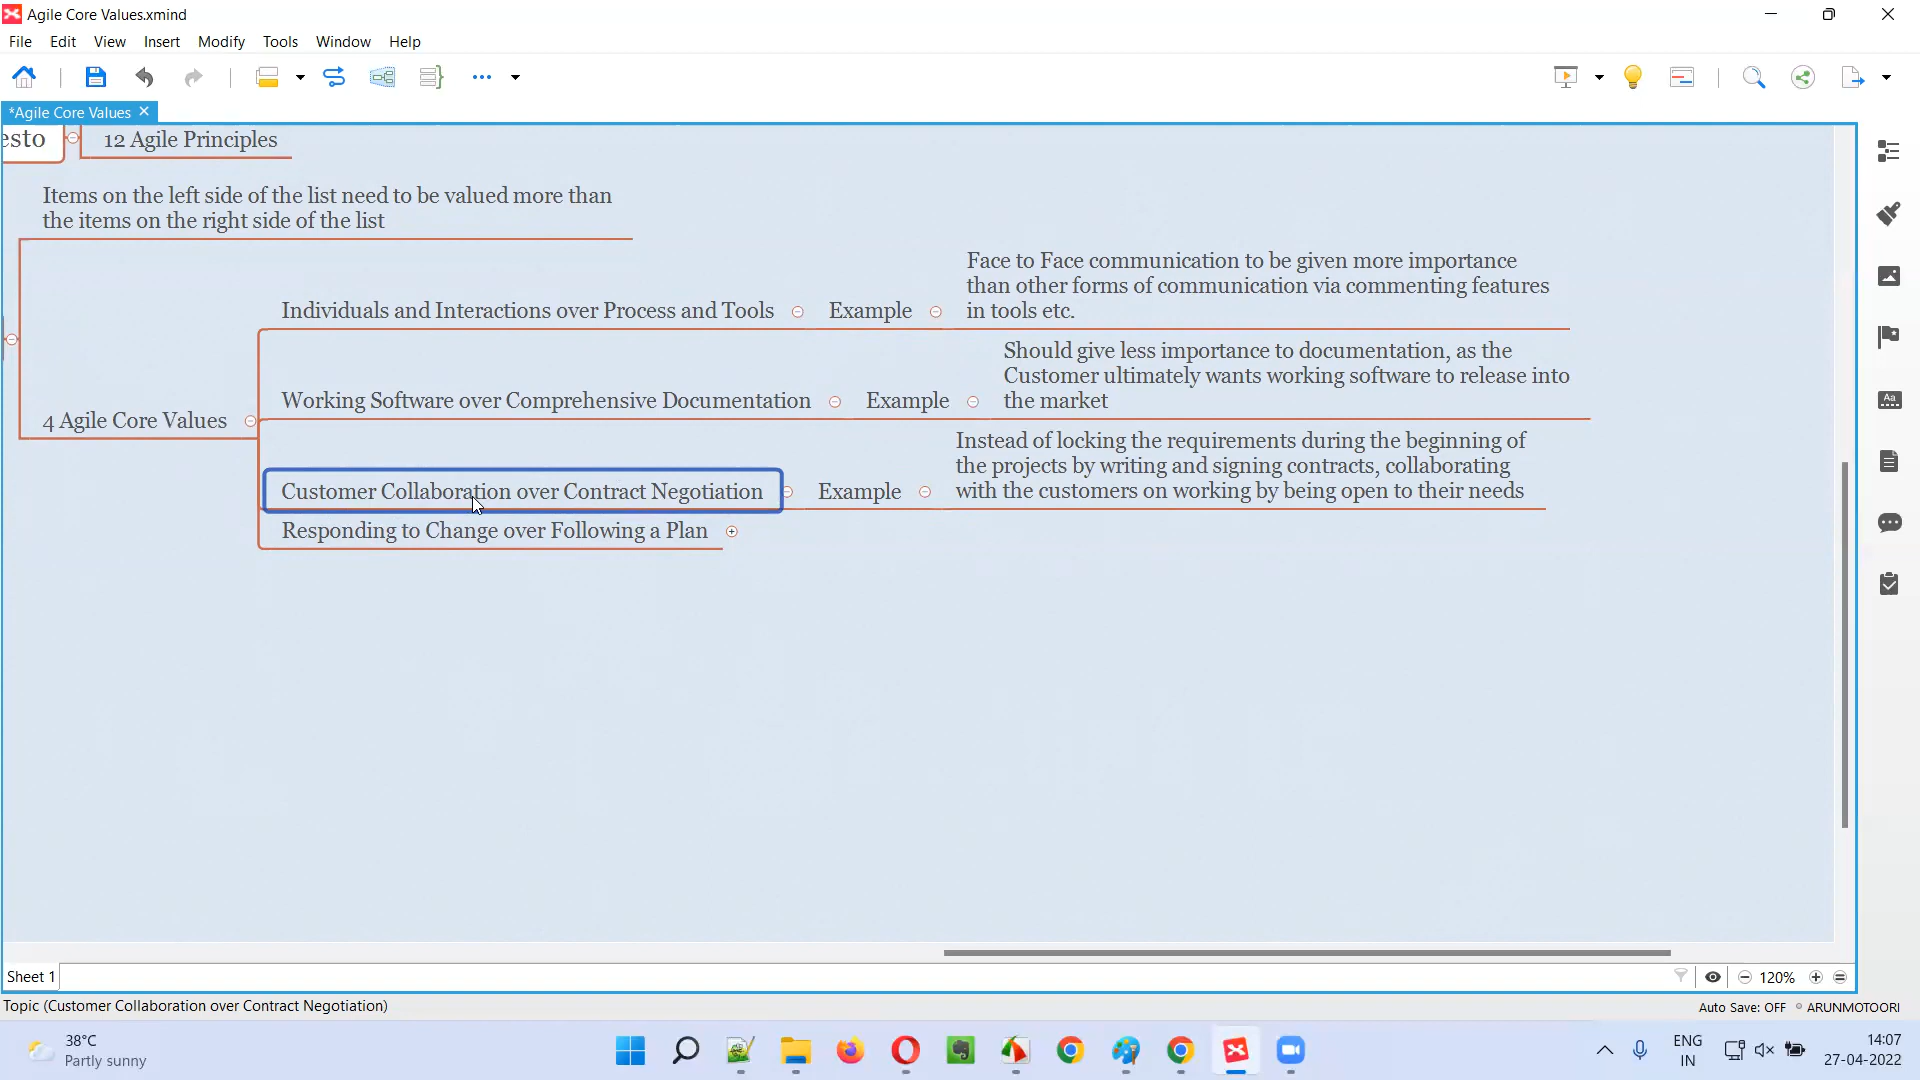 Agile Core Values.xmind
File Edit View Insert Modify Tools Window Help
*Agile Core Values
esto
12 Agile Principles
Items on the left side of the list need to be valued more than
the items on the right side of the list
4 Agile Core Values
Individuals and Interactions over Process and Tools
Example
Face to Face communication to be given more importance
than other forms of communication via commenting features
in tools etc.
Working Software over Comprehensive Documentation
Example
Should give less importance to documentation, as the
Customer ultimately wants working software to release into
the market
Customer Collaboration over Contract Negotiation
Example
Instead of locking the requirements during the beginning of
the projects by writing and signing contracts, collaborating
with the customers on working by being open to their needs
Responding to Change over Following a Plan
Aa
Sheet 1
120%
Topic (Customer Collaboration over Contract Negotiation)
Auto Save: OFF
ARUNMOTOORI
38°C
Partly sunny
ENG
IN
14:07
27-04-2022